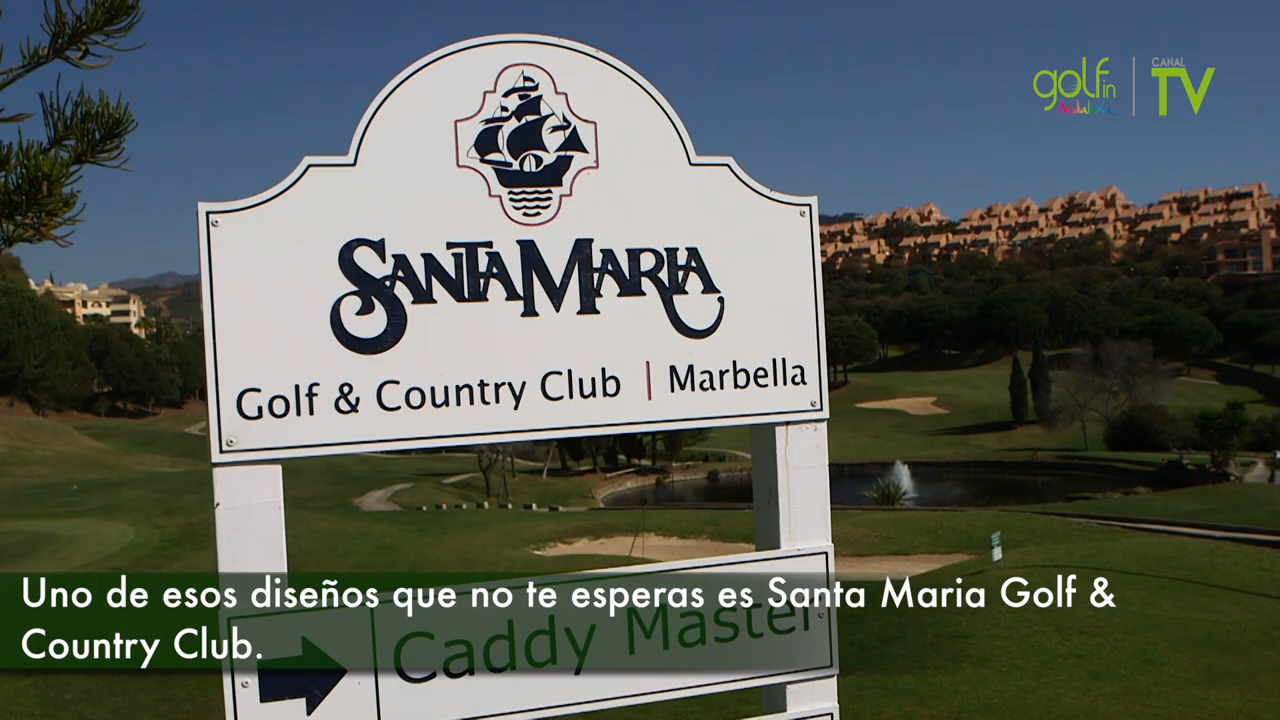 golf in
Andalucía
CANAL
TV
SANTA MARIA
Golf & Country Club | Marbella
Caddy Master
Uno de esos diseños que no te esperas es Santa Maria Golf &
Country Club.